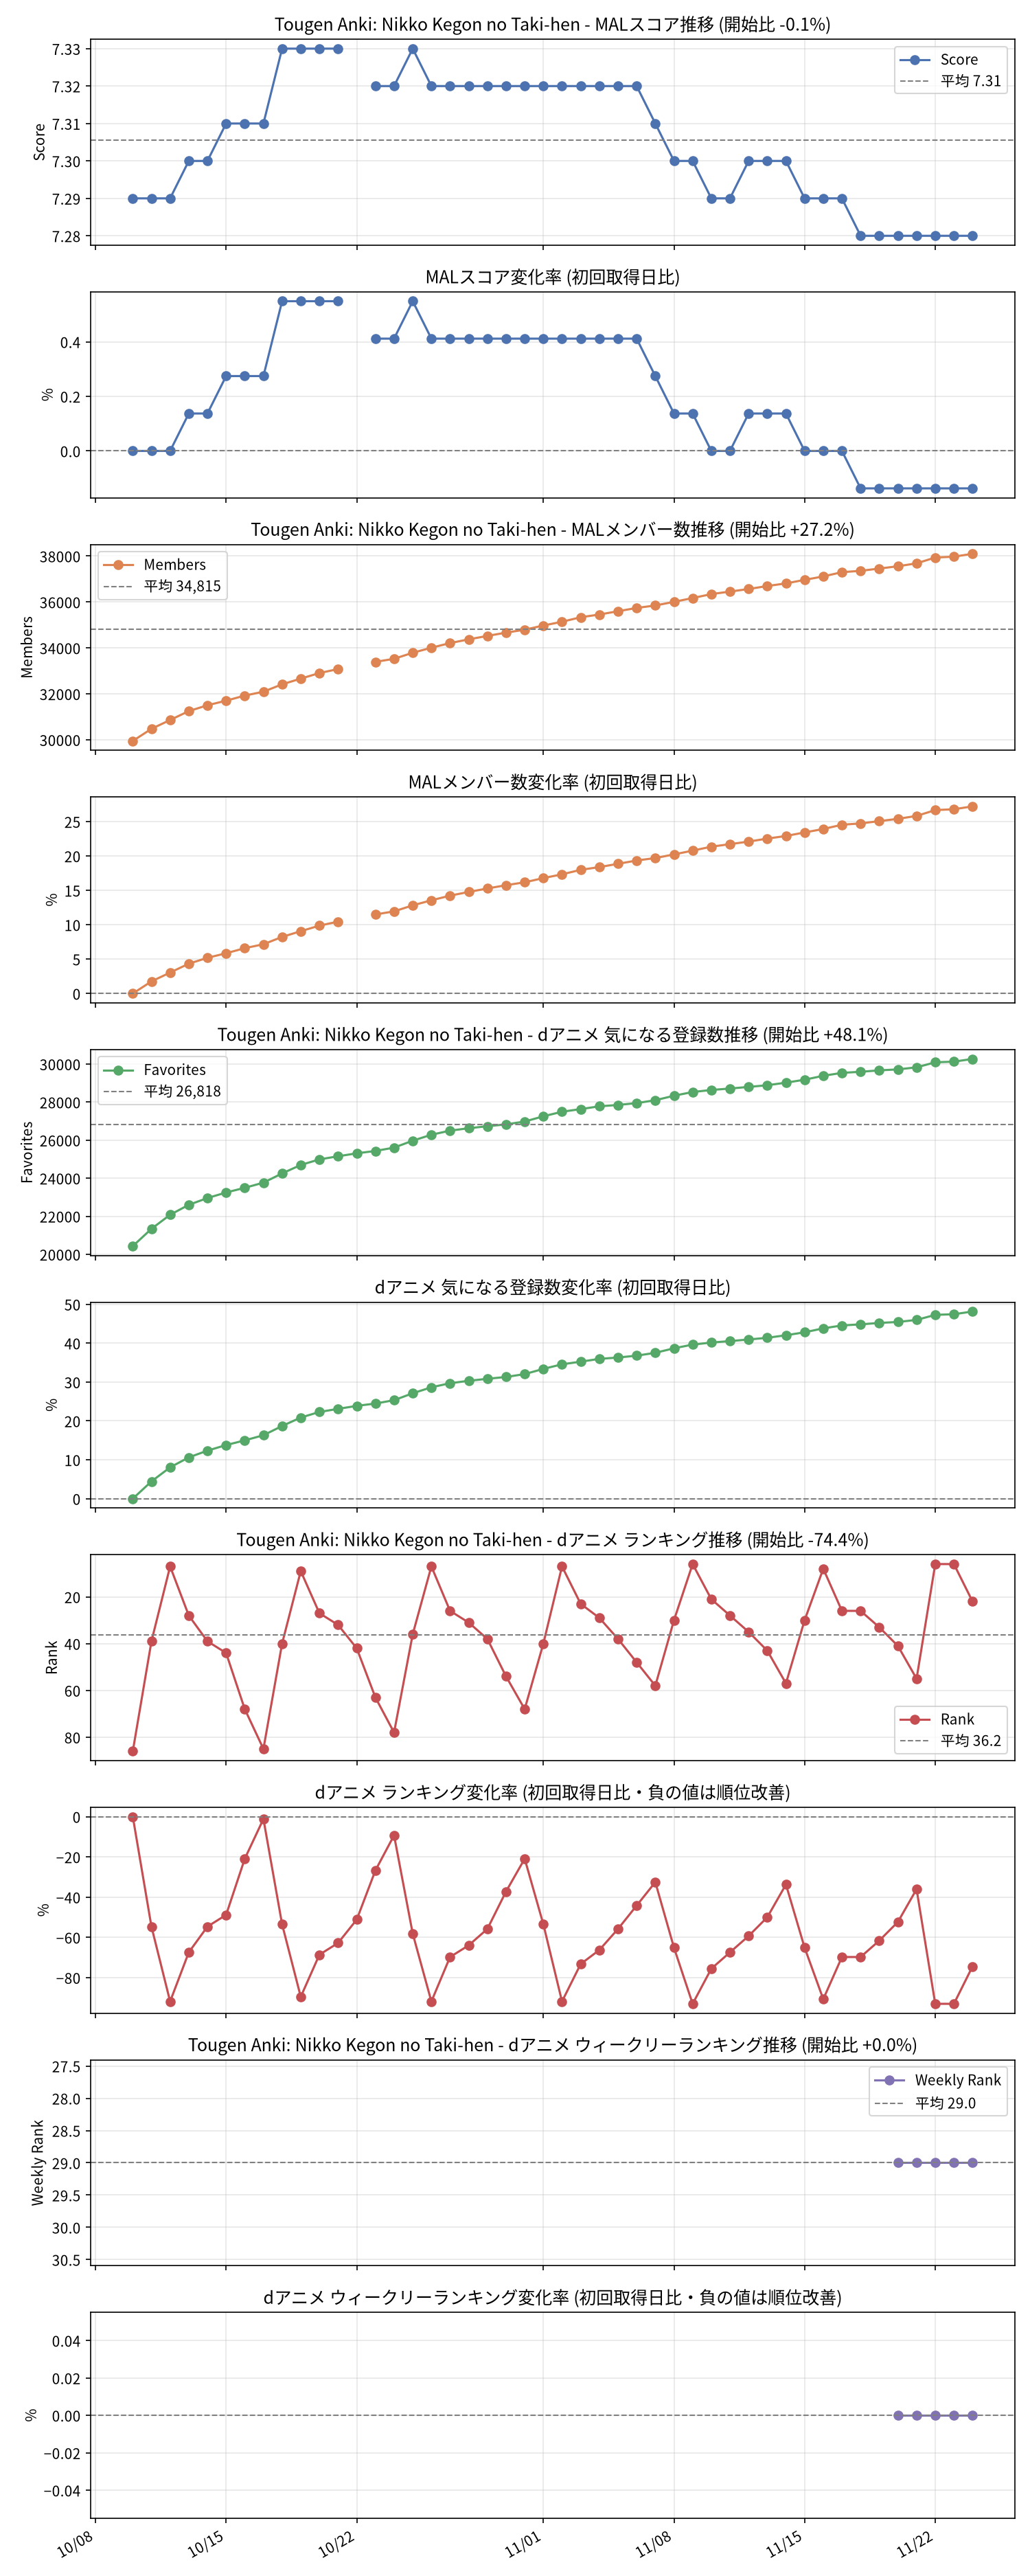 Tougen Anki: Nikko Kegon no Taki-hen - MALスコア推移 (開始比 -0.1%)
7.33
7.32
7.31
7.30
7.29
7.28
Score
Score
平均 7.31
MALスコア変化率 (初回取得日比)
0.4
0.2
0.0
%
Tougen Anki: Nikko Kegon no Taki-hen - MALメンバー数推移 (開始比 +27.2%)
38000
36000
34000
32000
30000
Members
Members
平均 34,815
MALメンバー数変化率 (初回取得日比)
25
20
15
10
5
0
%
Tougen Anki: Nikko Kegon no Taki-hen - dアニメ 気になる登録数推移 (開始比 +48.1%)
30000
28000
26000
24000
22000
20000
Favorites
Favorites
平均 26,818
dアニメ 気になる登録数変化率 (初回取得日比)
50
40
30
20
10
0
%
Tougen Anki: Nikko Kegon no Taki-hen - dアニメ ランキング推移 (開始比 -74.4%)
20
40
60
80
Rank
Rank
平均 36.2
dアニメ ランキング変化率 (初回取得日比・負の値は順位改善)
0
−20
−40
−60
−80
%
Tougen Anki: Nikko Kegon no Taki-hen - dアニメ ウィークリーランキング推移 (開始比 +0.0%)
27.5
28.0
28.5
29.0
29.5
30.0
30.5
Weekly Rank
Weekly Rank
平均 29.0
dアニメ ウィークリーランキング変化率 (初回取得日比・負の値は順位改善)
0.04
0.02
0.00
−0.02
−0.04
%
10/08
10/15
10/22
11/01
11/08
11/15
11/22